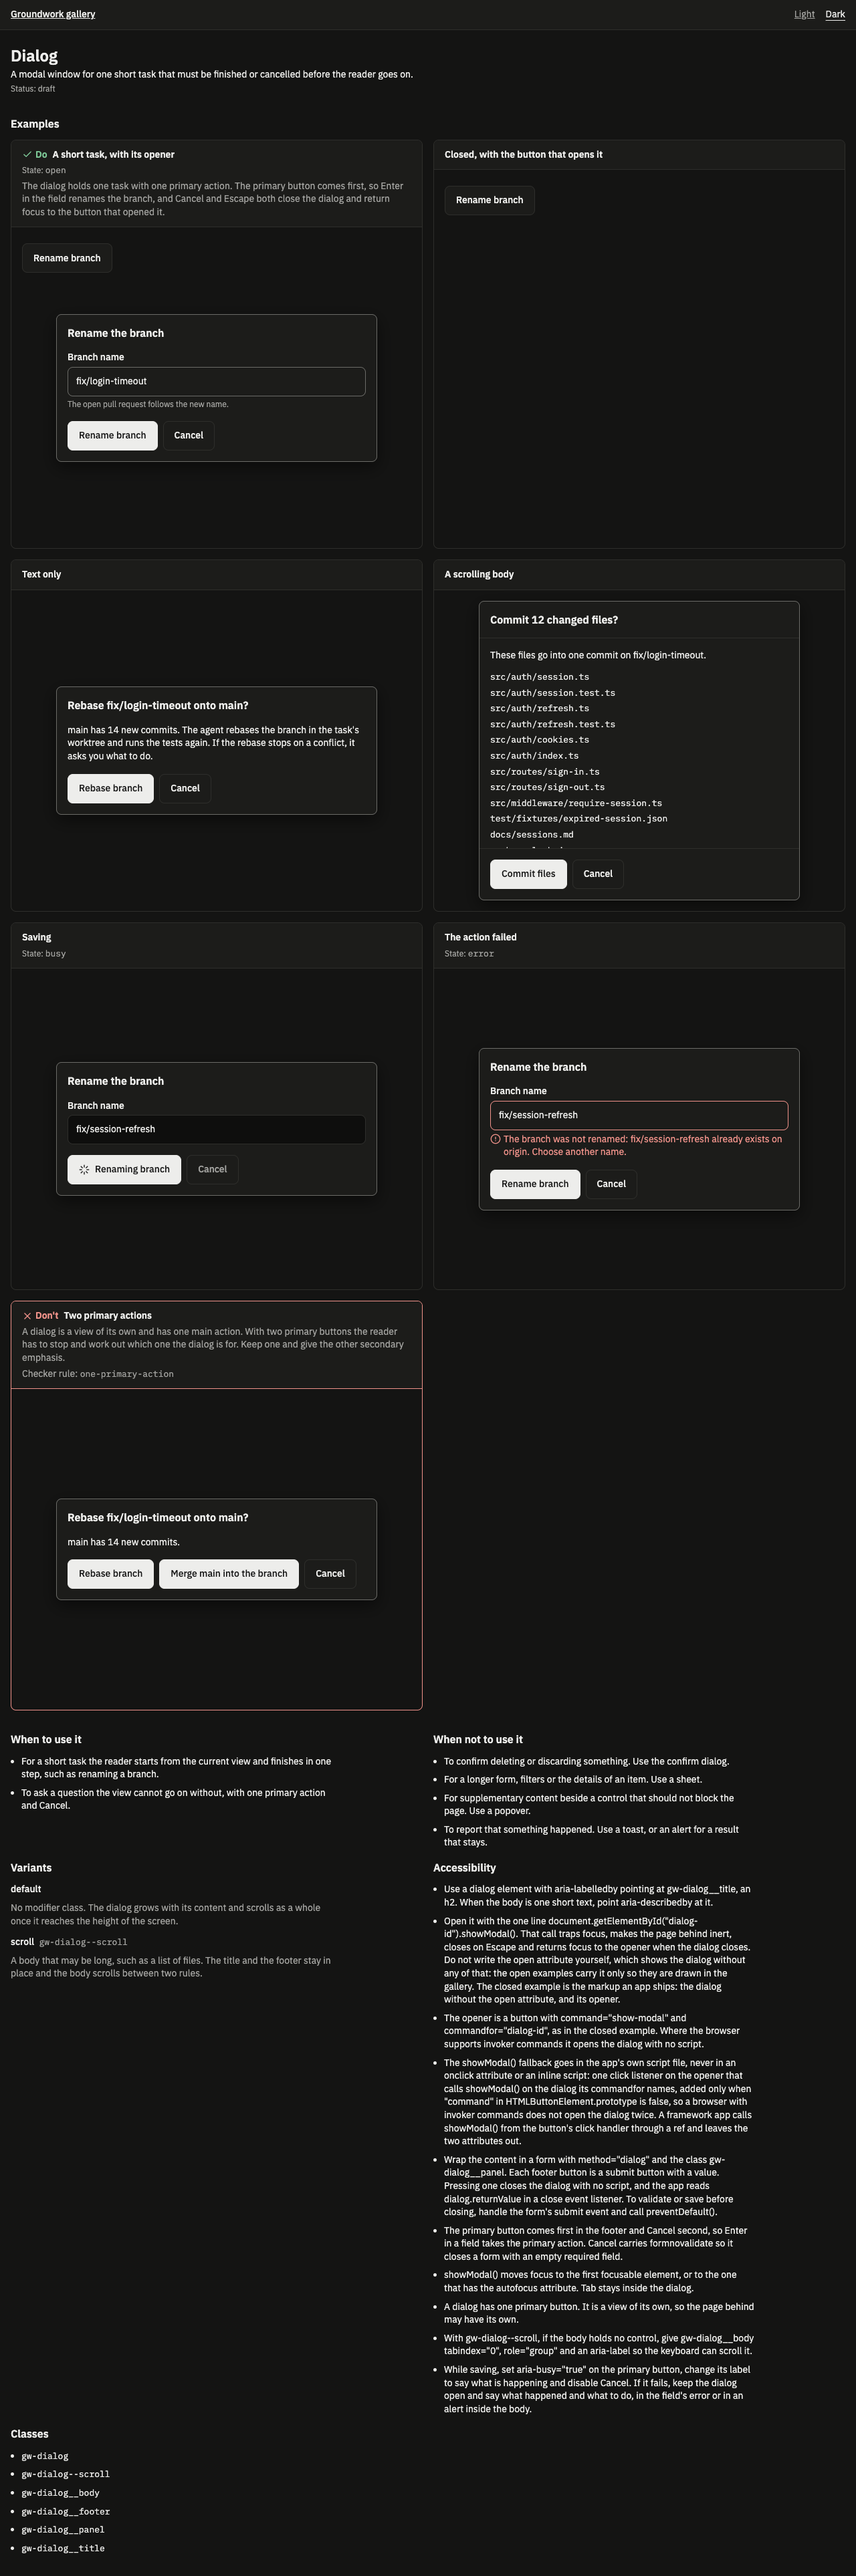 Groundwork gallery
Light Dark
Dialog
A modal window for one short task that must be finished or cancelled before the reader goes on.
Status: draft
Examples
Do A short task, with its opener
State: open
The dialog holds one task with one primary action. The primary button comes first, so Enter
in the field renames the branch, and Cancel and Escape both close the dialog and return
focus to the button that opened it.
Rename branch
Rename the branch
Branch name
fix/login-timeout
The open pull request follows the new name.
Rename branch Cancel
Closed, with the button that opens it
Rename branch
Text only
Rebase fix/login-timeout onto main?
main has 14 new commits. The agent rebases the branch in the task's
worktree and runs the tests again. If the rebase stops on a conflict, it
asks you what to do.
Rebase branch Cancel
A scrolling body
Commit 12 changed files?
These files go into one commit on fix/login-timeout.
src/auth/session.ts
src/auth/session.test.ts
src/auth/refresh.ts
src/auth/refresh.test.ts
src/auth/cookies.ts
src/auth/index.ts
src/routes/sign-in.ts
src/routes/sign-out.ts
src/middleware/require-session.ts
test/fixtures/expired-session.json
docs/sessions.md
Commit files Cancel
Saving
State: busy
Rename the branch
Branch name
fix/session-refresh
Renaming branch Cancel
The action failed
State: error
Rename the branch
Branch name
fix/session-refresh
The branch was not renamed: fix/session-refresh already exists on
origin. Choose another name.
Rename branch Cancel
Don't Two primary actions
A dialog is a view of its own and has one main action. With two primary buttons the reader
has to stop and work out which one the dialog is for. Keep one and give the other secondary
emphasis.
Checker rule: one-primary-action
Rebase fix/login-timeout onto main?
main has 14 new commits.
Rebase branch Merge main into the branch Cancel
When to use it
For a short task the reader starts from the current view and finishes in one
step, such as renaming a branch.
To ask a question the view cannot go on without, with one primary action
and Cancel.
When not to use it
To confirm deleting or discarding something. Use the confirm dialog.
For a longer form, filters or the details of an item. Use a sheet.
For supplementary content beside a control that should not block the
page. Use a popover.
To report that something happened. Use a toast, or an alert for a result
that stays.
Variants
default
No modifier class. The dialog grows with its content and scrolls as a whole
once it reaches the height of the screen.
scroll gw-dialog--scroll
A body that may be long, such as a list of files. The title and the footer stay in
place and the body scrolls between two rules.
Accessibility
Use a dialog element with aria-labelledby pointing at gw-dialog__title, an
h2. When the body is one short text, point aria-describedby at it.
Open it with the one line document.getElementById("dialog-
id").showModal(). That call traps focus, makes the page behind inert,
closes on Escape and returns focus to the opener when the dialog closes.
Do not write the open attribute yourself, which shows the dialog without
any of that: the open examples carry it only so they are drawn in the
gallery. The closed example is the markup an app ships: the dialog
without the open attribute, and its opener.
The opener is a button with command="show-modal" and
commandfor="dialog-id", as in the closed example. Where the browser
supports invoker commands it opens the dialog with no script.
The showModal() fallback goes in the app's own script file, never in an
onclick attribute or an inline script: one click listener on the opener that
calls showModal() on the dialog its commandfor names, added only when
"command" in HTMLButtonElement.prototype is false, so a browser with
invoker commands does not open the dialog twice. A framework app calls
showModal() from the button's click handler through a ref and leaves the
two attributes out.
Wrap the content in a form with method="dialog" and the class gw-
dialog__panel. Each footer button is a submit button with a value.
Pressing one closes the dialog with no script, and the app reads
dialog.returnValue in a close event listener. To validate or save before
closing, handle the form's submit event and call preventDefault().
The primary button comes first in the footer and Cancel second, so Enter
in a field takes the primary action. Cancel carries formnovalidate so it
closes a form with an empty required field.
showModal() moves focus to the first focusable element, or to the one
that has the autofocus attribute. Tab stays inside the dialog.
A dialog has one primary button. It is a view of its own, so the page behind
may have its own.
With gw-dialog--scroll, if the body holds no control, give gw-dialog__body
tabindex="0", role="group" and an aria-label so the keyboard can scroll it.
While saving, set aria-busy="true" on the primary button, change its label
to say what is happening and disable Cancel. If it fails, keep the dialog
open and say what happened and what to do, in the field's error or in an
alert inside the body.
Classes
gw-dialog
gw-dialog--scroll
gw-dialog__body
gw-dialog__footer
gw-dialog__panel
gw-dialog__title